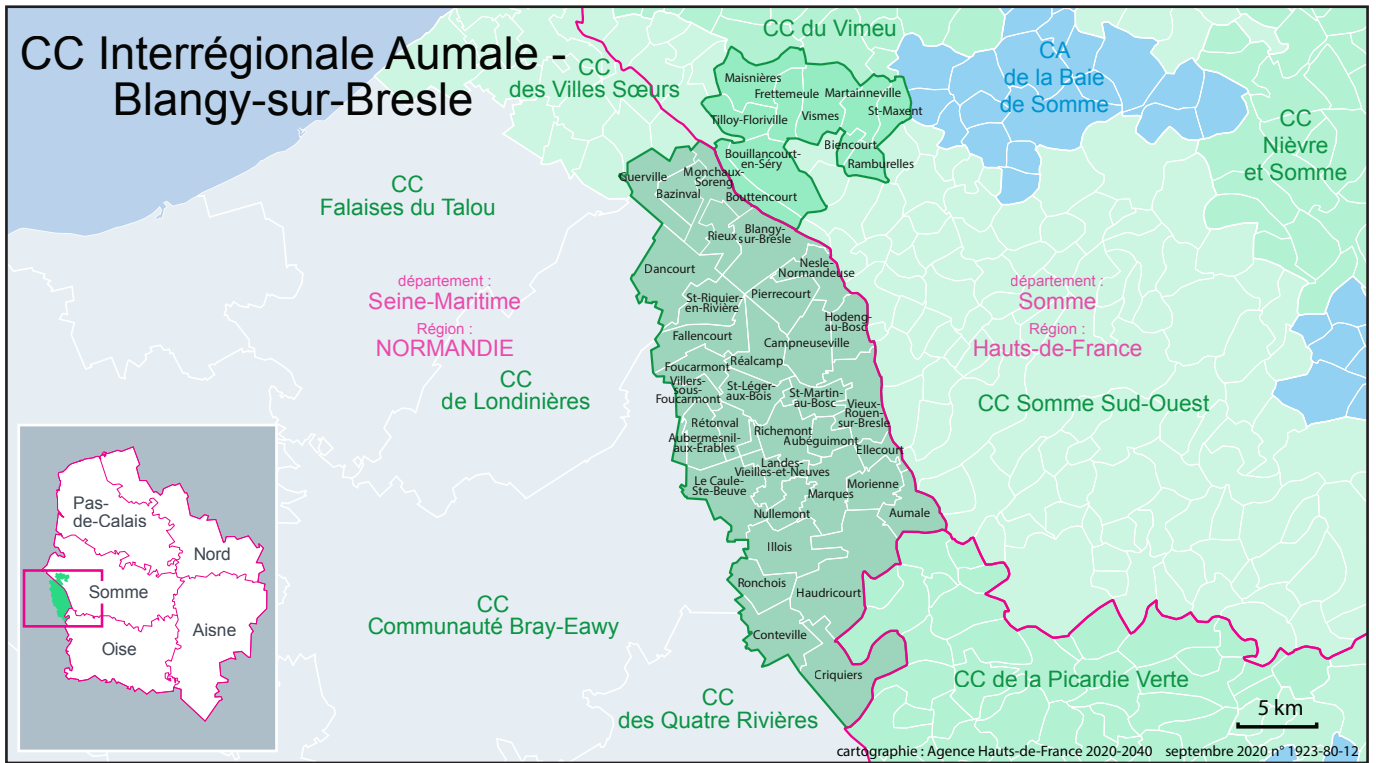 CC Interrégionale Aumale -
Blangy-sur-Bresle
CC
des Villes Sœurs
CC du Vimeu
CA
de la Baie
de Somme
CC
Nièvre
et Somme
CC
Falaises du Talou
département :
Seine-Maritime
Région :
NORMANDIE
CC
de Londinières
département :
Somme
Région :
Hauts-de-France
CC Somme Sud-Ouest
CC
Communauté Bray-Eawy
CC
des Quatre Rivières
CC de la Picardie Verte
Maisnières
Frettemeule
Martainneville
St-Maxent
Tilloy-Floriville
Vismes
Biencourt
Ramburelles
Bouillancourt-
en-Séry
Bouttencourt
Guerville
Monchaux-
Soreng
Bazinval
Rieux
Blangy-
sur-Bresle
Dancourt
Nesle-
Normandeuse
St-Riquier-
en-Rivière
Pierrecourt
Hodeng-
au-Bosc
Fallencourt
Campneuseville
Réalcamp
Foucarmont
Villers-
sous-
Foucarmont
St-Léger-
aux-Bois
St-Martin-
au-Bosc
Vieux-
Rouen-
sur-Bresle
Rétonval
Richemont
Aubermesnil-
aux-Érables
Aubéguimont
Ellecourt
Landes-
Vieilles-et-Neuves
Le Caule-
Ste-Beuve
Marques
Morienne
Nullemont
Aumale
Illois
Ronchois
Haudricourt
Conteville
Criquiers
Pas-
de-Calais
Nord
Somme
Aisne
Oise
5 km
cartographie : Agence Hauts-de-France 2020-2040 septembre 2020 n° 1923-80-12